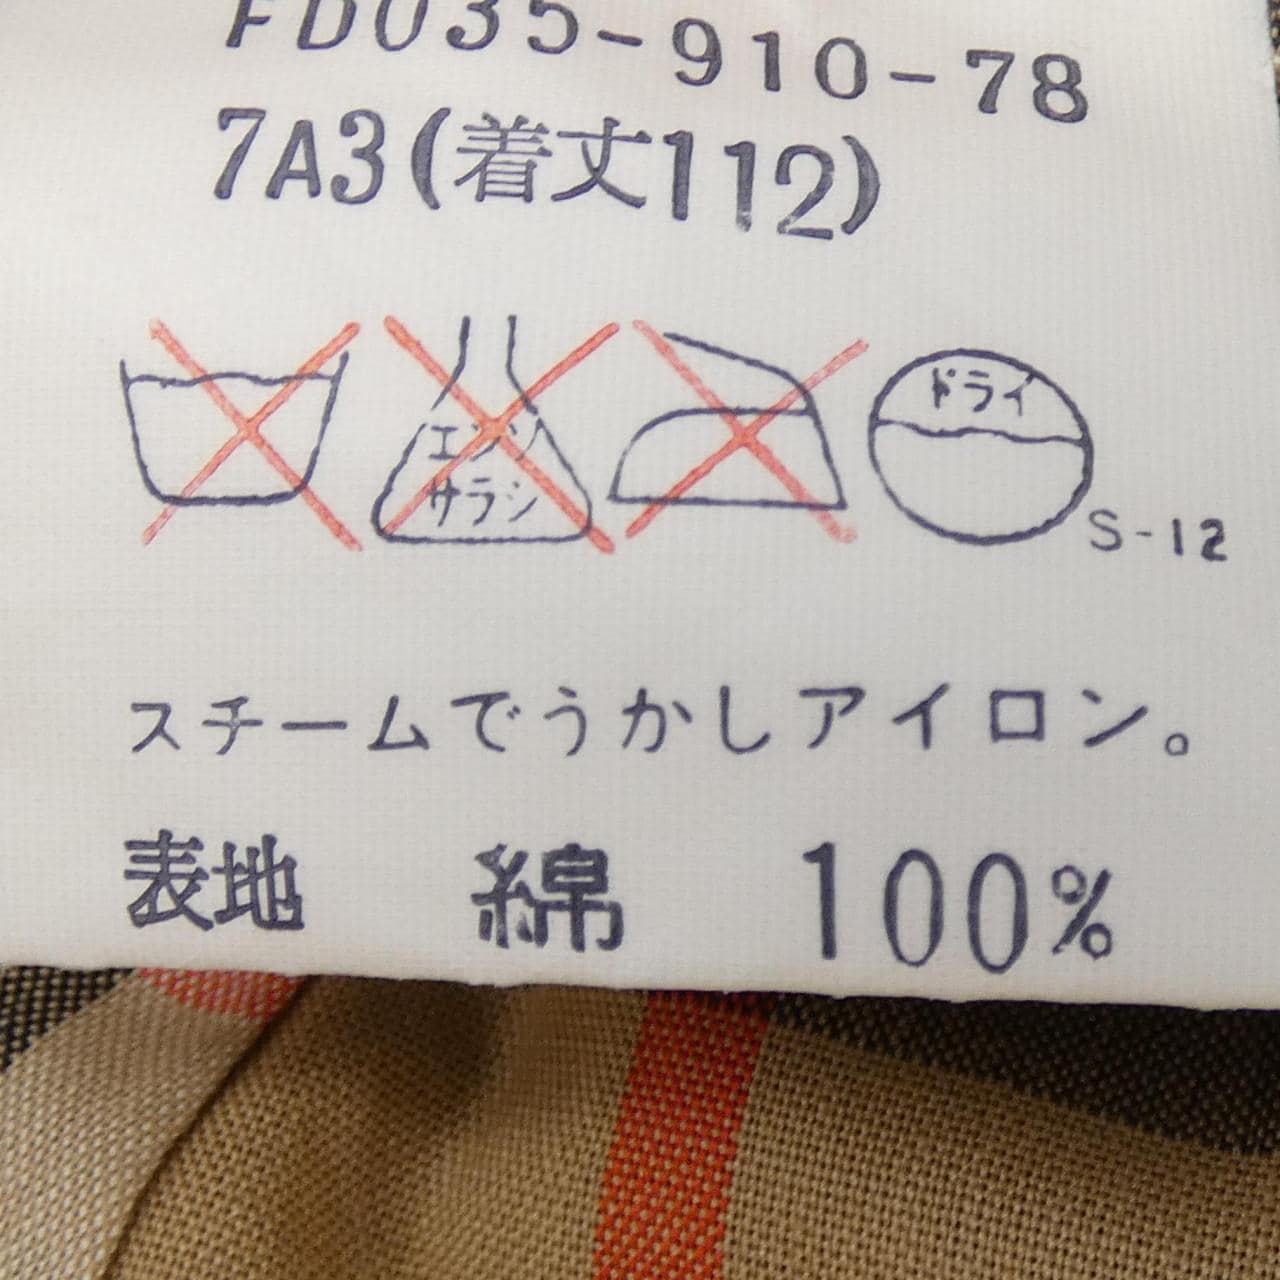 FD035-910-78
7A3(着丈112)
エンソ
サラシ
ドライ
S-12
スチームでうかしアイロン。
表地 綿 100%